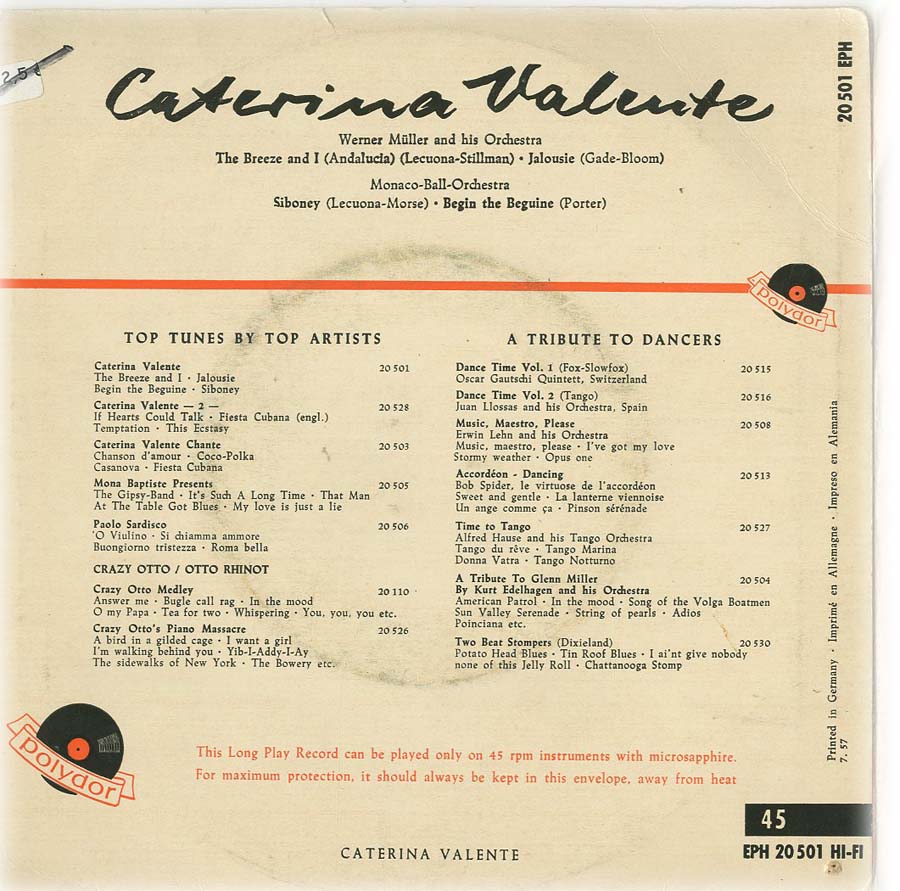 2,5€
Caterina Valente
20 501 EPH
Werner Müller and his Orchestra
The Breeze and I (Andalucia) (Lecuona-Stillman) · Jalousie (Gade-Bloom)
Monaco-Ball-Orchestra
Siboney (Lecuona-Morse) · Begin the Beguine (Porter)
polydor
TOP TUNES BY TOP ARTISTS
Caterina Valente 20 501
The Breeze and I · Jalousie
Begin the Beguine · Siboney
Caterina Valente — 2 — 20 528
If Hearts Could Talk · Fiesta Cubana (engl.)
Temptation · This Ecstasy
Caterina Valente Chante 20 503
Chanson d'amour · Coco-Polka
Casanova · Fiesta Cubana
Mona Baptiste Presents 20 505
The Gipsy-Band · It's Such A Long Time · That Man
At The Table Got Blues · My love is just a lie
Paolo Sardisco 20 506
'O Viulino · Si chiamma ammore
Buongiorno tristezza · Roma bella
CRAZY OTTO / OTTO RHINOT
Crazy Otto Medley 20 110
Answer me · Bugle call rag · In the mood
O my Papa · Tea for two · Whispering · You, you, you etc.
Crazy Otto's Piano Massacre 20 526
A bird in a gilded cage · I want a girl
I'm walking behind you · Yib-I-Addy-I-Ay
The sidewalks of New York · The Bowery etc.
A TRIBUTE TO DANCERS
Dance Time Vol. 1 (Fox-Slowfox) 20 515
Oscar Gautschi Quintett, Switzerland
Dance Time Vol. 2 (Tango) 20 516
Juan Llossas and his Orchestra, Spain
Music, Maestro, Please 20 508
Erwin Lehn and his Orchestra
Music, maestro, please · I've got my love
Stormy weather · Opus one
Accordéon - Dancing 20 513
Bob Spider, le virtuose de l'accordéon
Sweet and gentle · La lanterne viennoise
Un ange comme ça · Pinson sérénade
Time to Tango 20 527
Alfred Hause and his Tango Orchestra
Tango du rêve · Tango Marina
Donna Vatra · Tango Notturno
A Tribute To Glenn Miller 20 504
By Kurt Edelhagen and his Orchestra
American Patrol · In the mood · Song of the Volga Boatmen
Sun Valley Serenade · String of pearls · Adios
Poinciana etc.
Two Beat Stompers (Dixieland) 20 530
Potato Head Blues · Tin Roof Blues · I ai'nt give nobody
none of this Jelly Roll · Chattanooga Stomp
Printed in Germany · Imprimé en Allemagne · Impreso en Alemania
7. 57
polydor
This Long Play Record can be played only on 45 rpm instruments with microsapphire.
For maximum protection, it should always be kept in this envelope, away from heat
CATERINA VALENTE
45
EPH 20 501 HI-FI